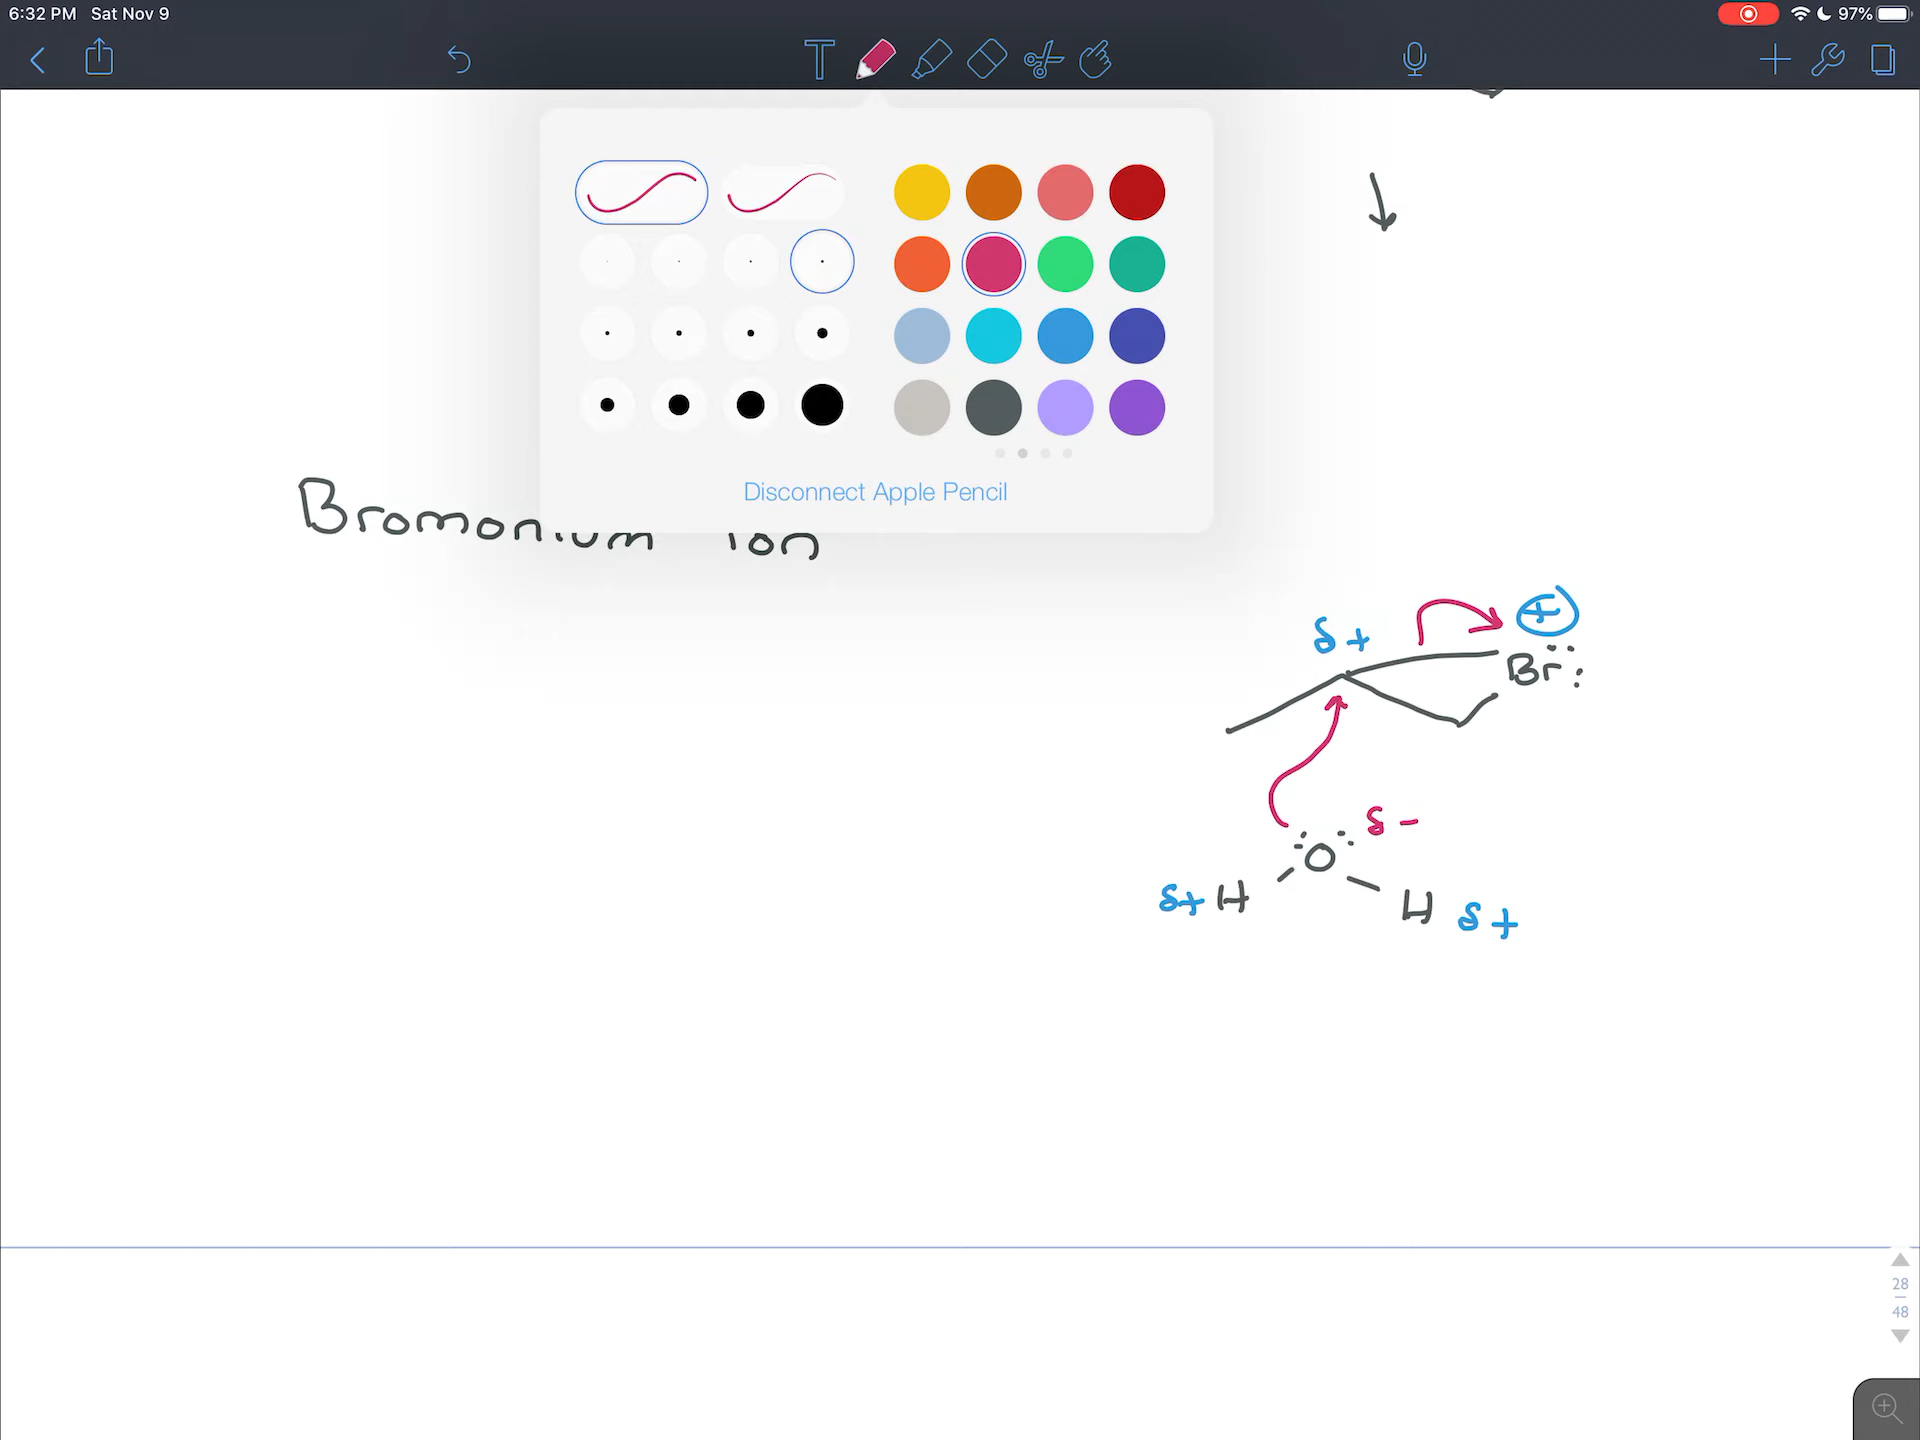 6:32 PM Sat Nov 9
97%
T
Disconnect Apple Pencil
Bromonium ion
δ+ +
Br
δ-
O
δ+ H H δ+
28
48